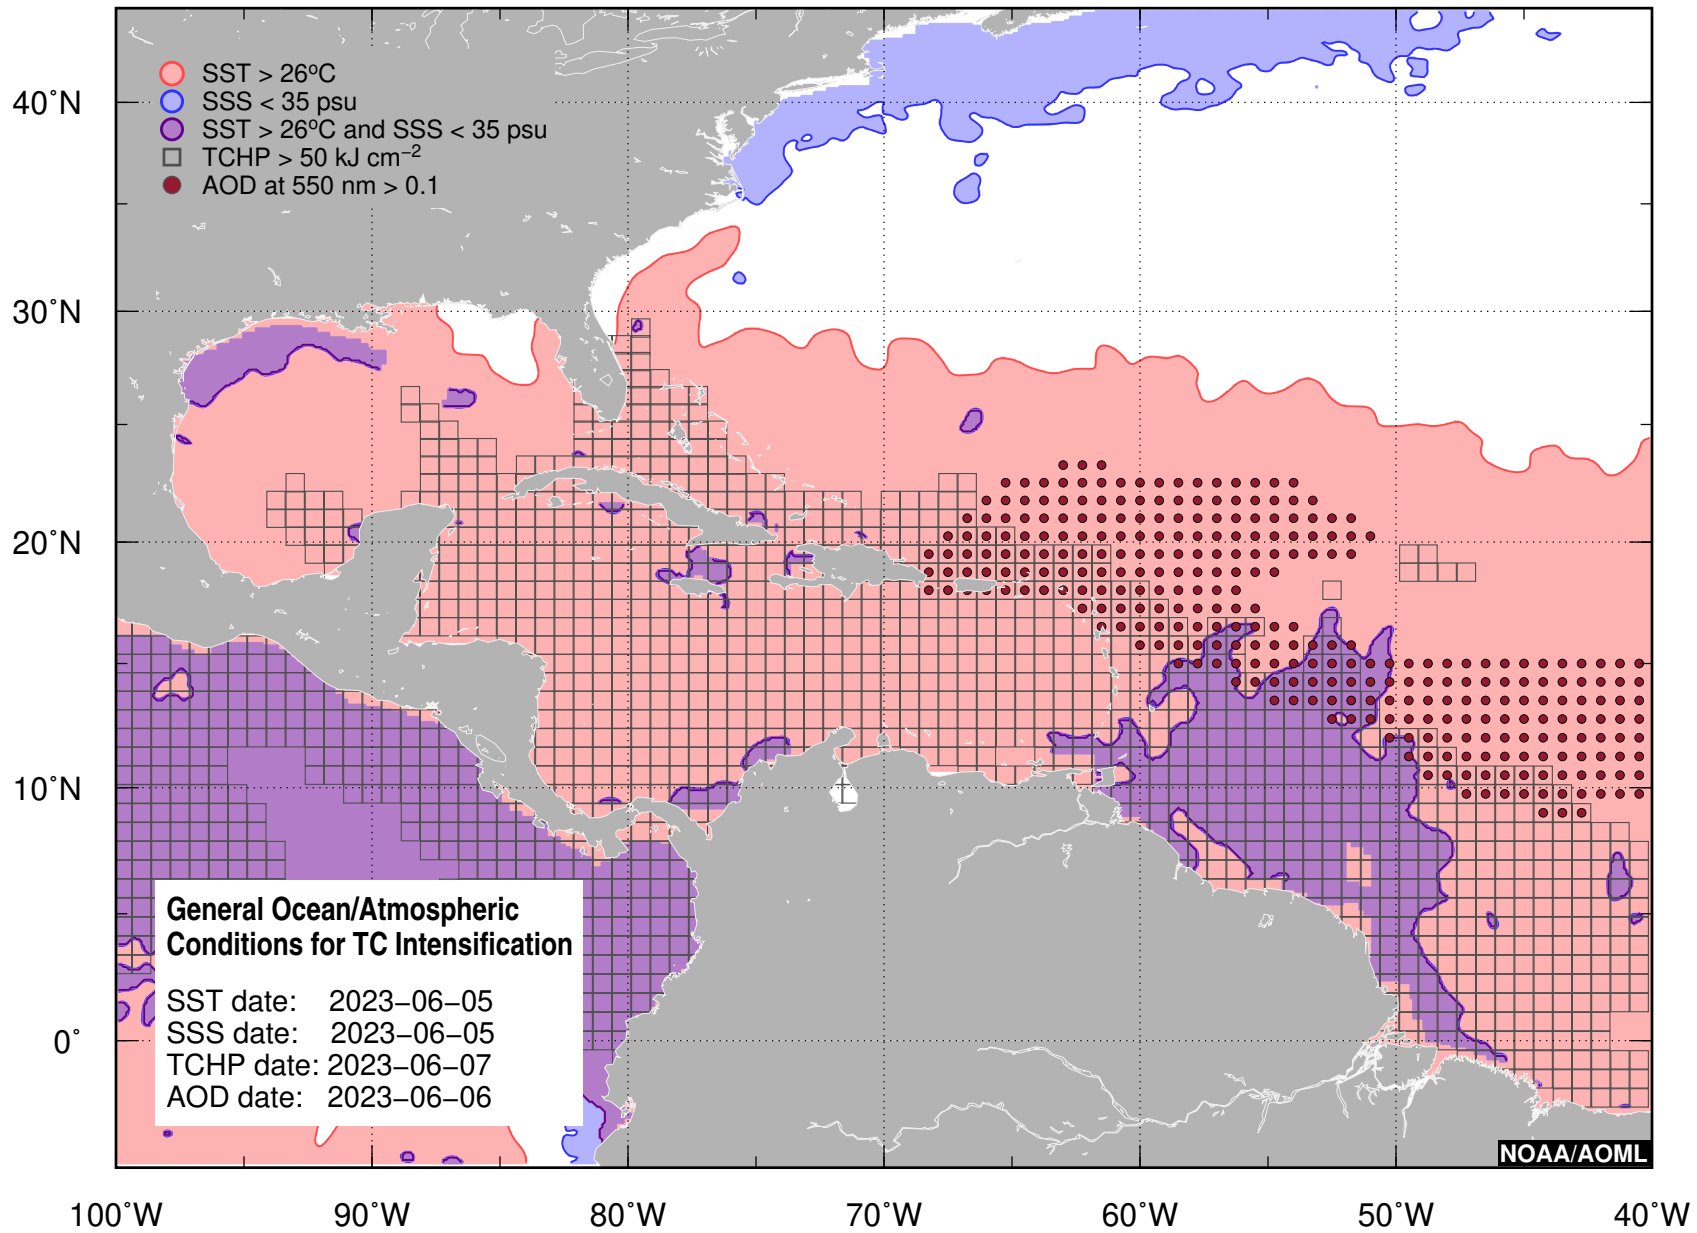 SST > 26ºC
SSS < 35 psu
SST > 26ºC and SSS < 35 psu
TCHP > 50 kJ cm⁻²
AOD at 550 nm > 0.1
40˚N
30˚N
20˚N
10˚N
0˚
General Ocean/Atmospheric
Conditions for TC Intensification
SST date: 2023−06−05
SSS date: 2023−06−05
TCHP date: 2023−06−07
AOD date: 2023−06−06
NOAA/AOML
100˚W 90˚W 80˚W 70˚W 60˚W 50˚W 40˚W